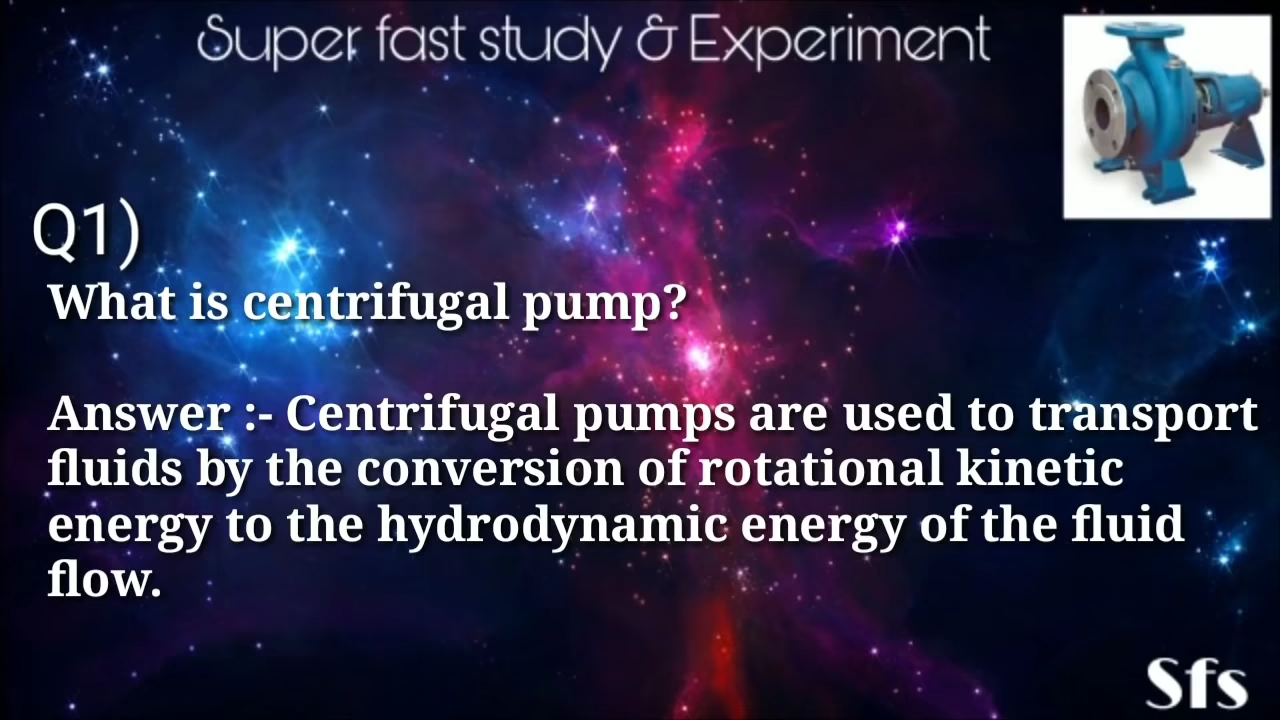 Super fast study & Experiment
Q1)
What is centrifugal pump?
Answer :- Centrifugal pumps are used to transport
fluids by the conversion of rotational kinetic
energy to the hydrodynamic energy of the fluid
flow.
Sfs